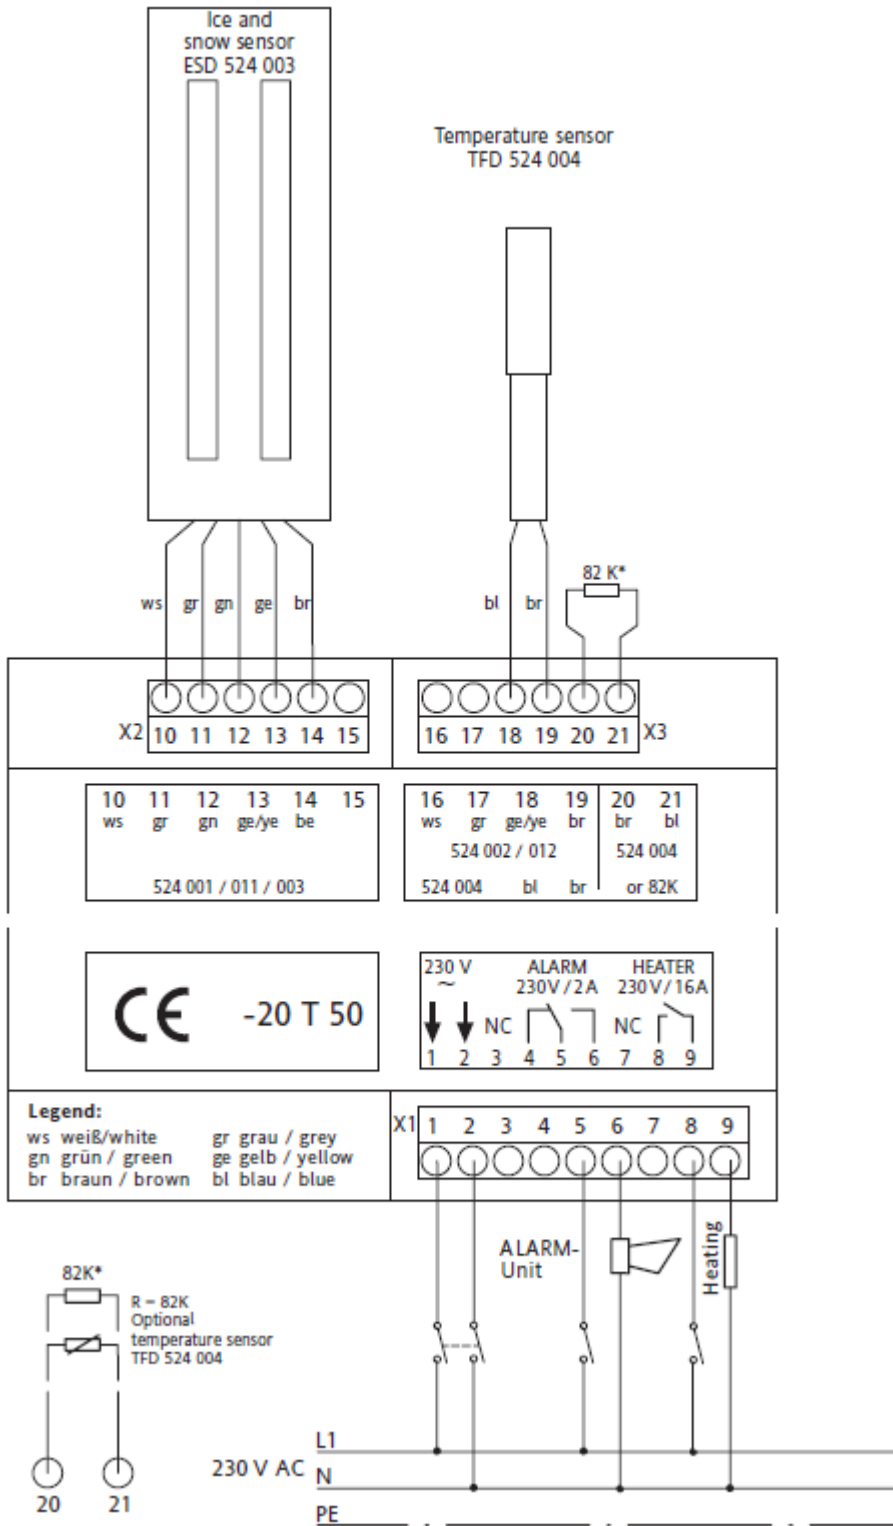 Ice and
snow sensor
ESD 524 003
Temperature sensor
TFD 524 004
82 K*
ws gr gn ge br
bl br
X2 10 11 12 13 14 15
16 17 18 19 20 21 X3
10 11 12 13 14 15
ws gr gn ge/ye be
524 001 / 011 / 003
16 17 18 19 20 21
ws gr ge/ye br br bl
524 002 / 012 524 004
524 004 bl br or 82K
CE -20 T 50
230 V ALARM HEATER
~ 230V/2A 230V/16A
NC NC
1 2 3 4 5 6 7 8 9
Legend:
ws weiß/white gr grau / grey
gn grün / green ge gelb / yellow
br braun / brown bl blau / blue
X1 1 2 3 4 5 6 7 8 9
ALARM-
Unit
Heating
82K*
R – 82K
Optional
temperature sensor
TFD 524 004
20 21
230 V AC
L1
N
PE